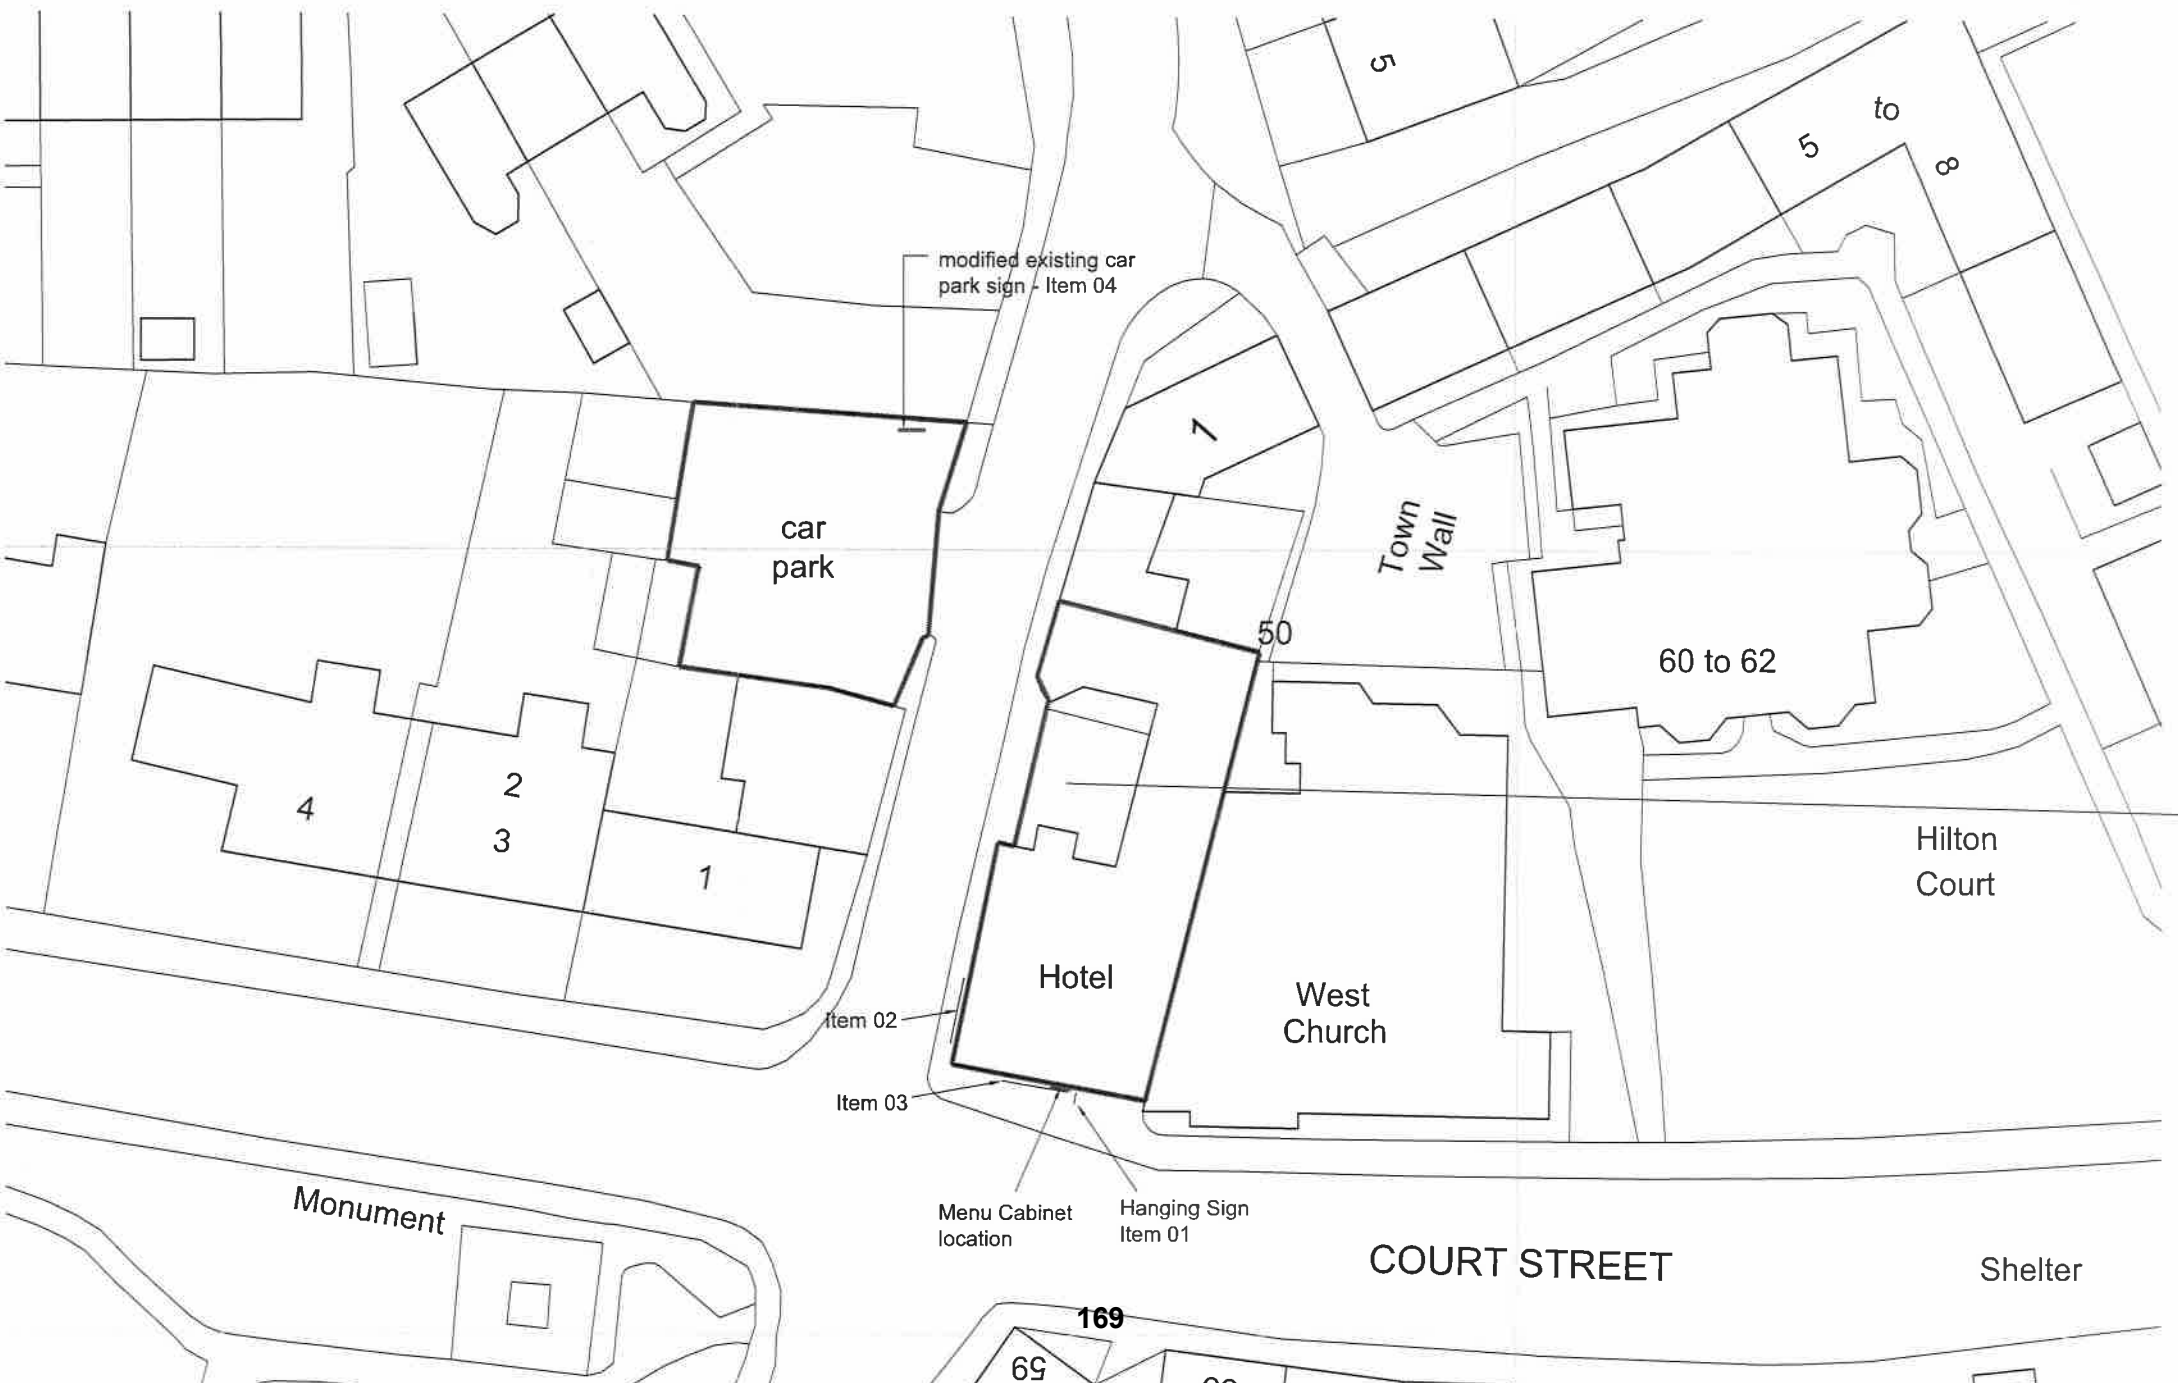 5
to
5
8
modified existing car
park sign - Item 04
1
car
park
Town
Wall
50
60 to 62
2
4
3
1
Hilton
Court
Hotel
West
Church
Item 02
Item 03
Monument
Menu Cabinet
location
Hanging Sign
Item 01
COURT STREET
Shelter
169
59